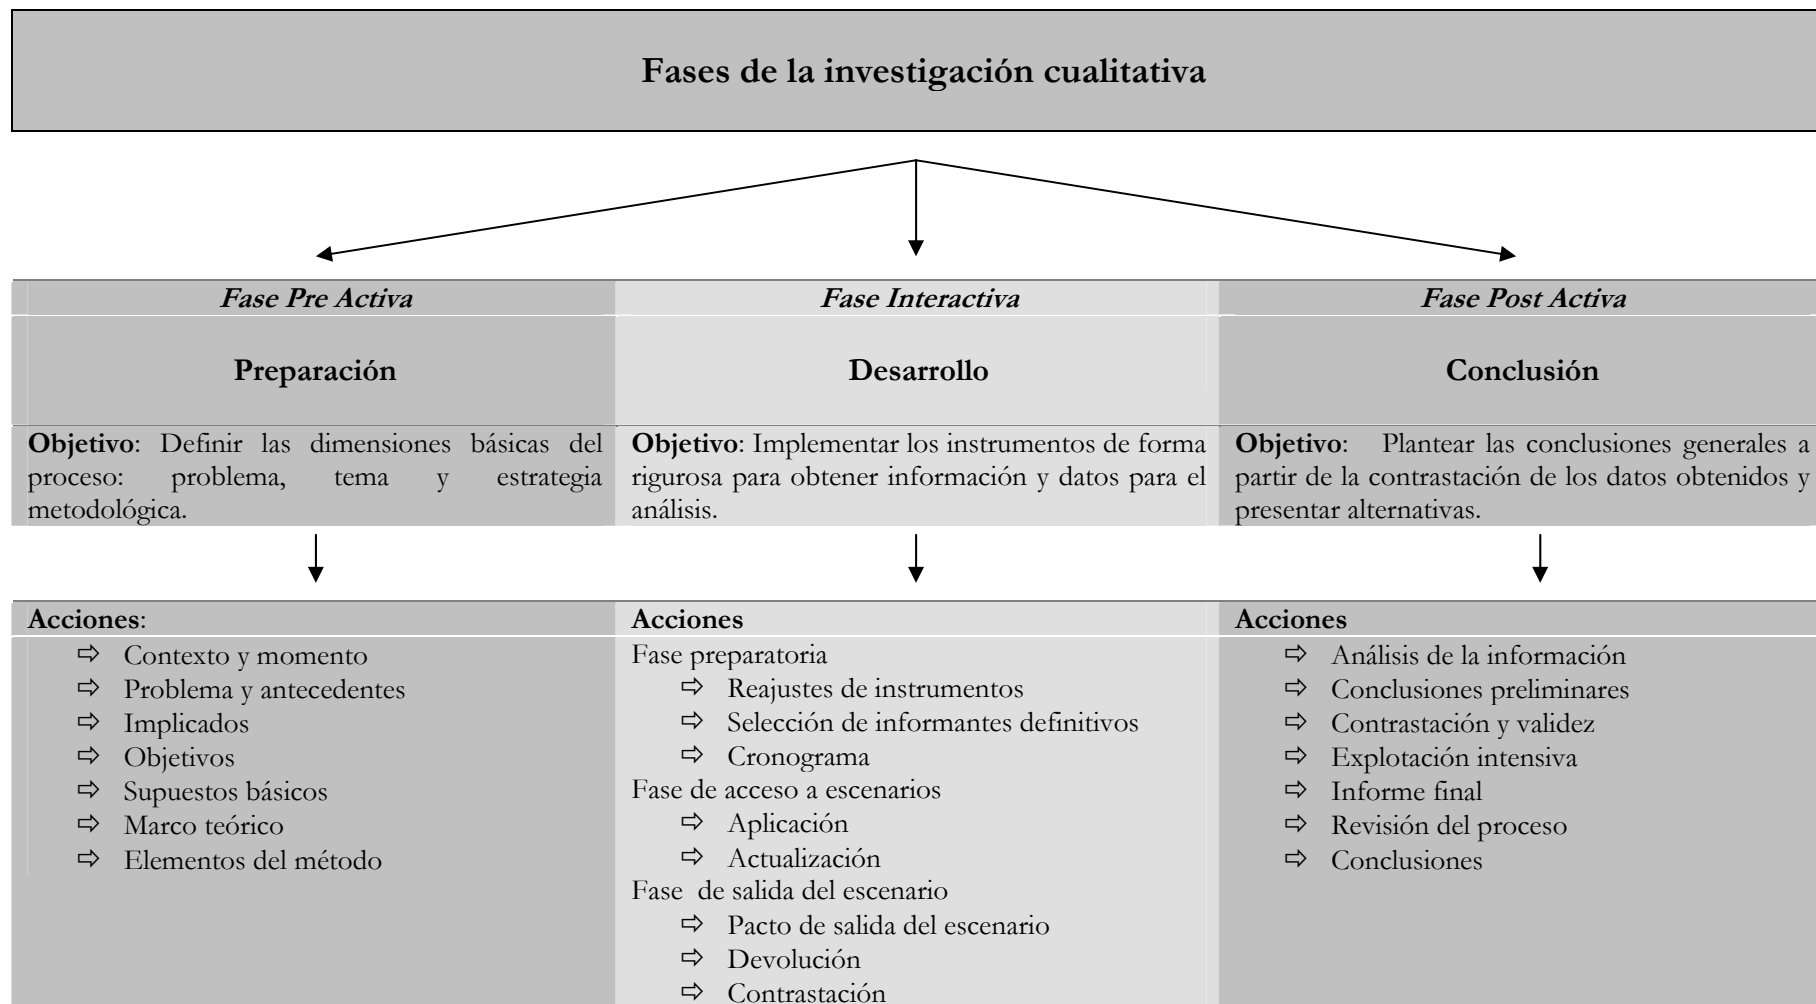 Fases de la investigación cualitativa
Fase Pre Activa
Preparación
Objetivo: Definir las dimensiones básicas del
proceso: problema, tema y estrategia
metodológica.
Acciones:
⇨ Contexto y momento
⇨ Problema y antecedentes
⇨ Implicados
⇨ Objetivos
⇨ Supuestos básicos
⇨ Marco teórico
⇨ Elementos del método
Fase Interactiva
Desarrollo
Objetivo: Implementar los instrumentos de forma
rigurosa para obtener información y datos para el
análisis.
Acciones
Fase preparatoria
⇨ Reajustes de instrumentos
⇨ Selección de informantes definitivos
⇨ Cronograma
Fase de acceso a escenarios
⇨ Aplicación
⇨ Actualización
Fase de salida del escenario
⇨ Pacto de salida del escenario
⇨ Devolución
⇨ Contrastación
Fase Post Activa
Conclusión
Objetivo: Plantear las conclusiones generales a
partir de la contrastación de los datos obtenidos y
presentar alternativas.
Acciones
⇨ Análisis de la información
⇨ Conclusiones preliminares
⇨ Contrastación y validez
⇨ Explotación intensiva
⇨ Informe final
⇨ Revisión del proceso
⇨ Conclusiones